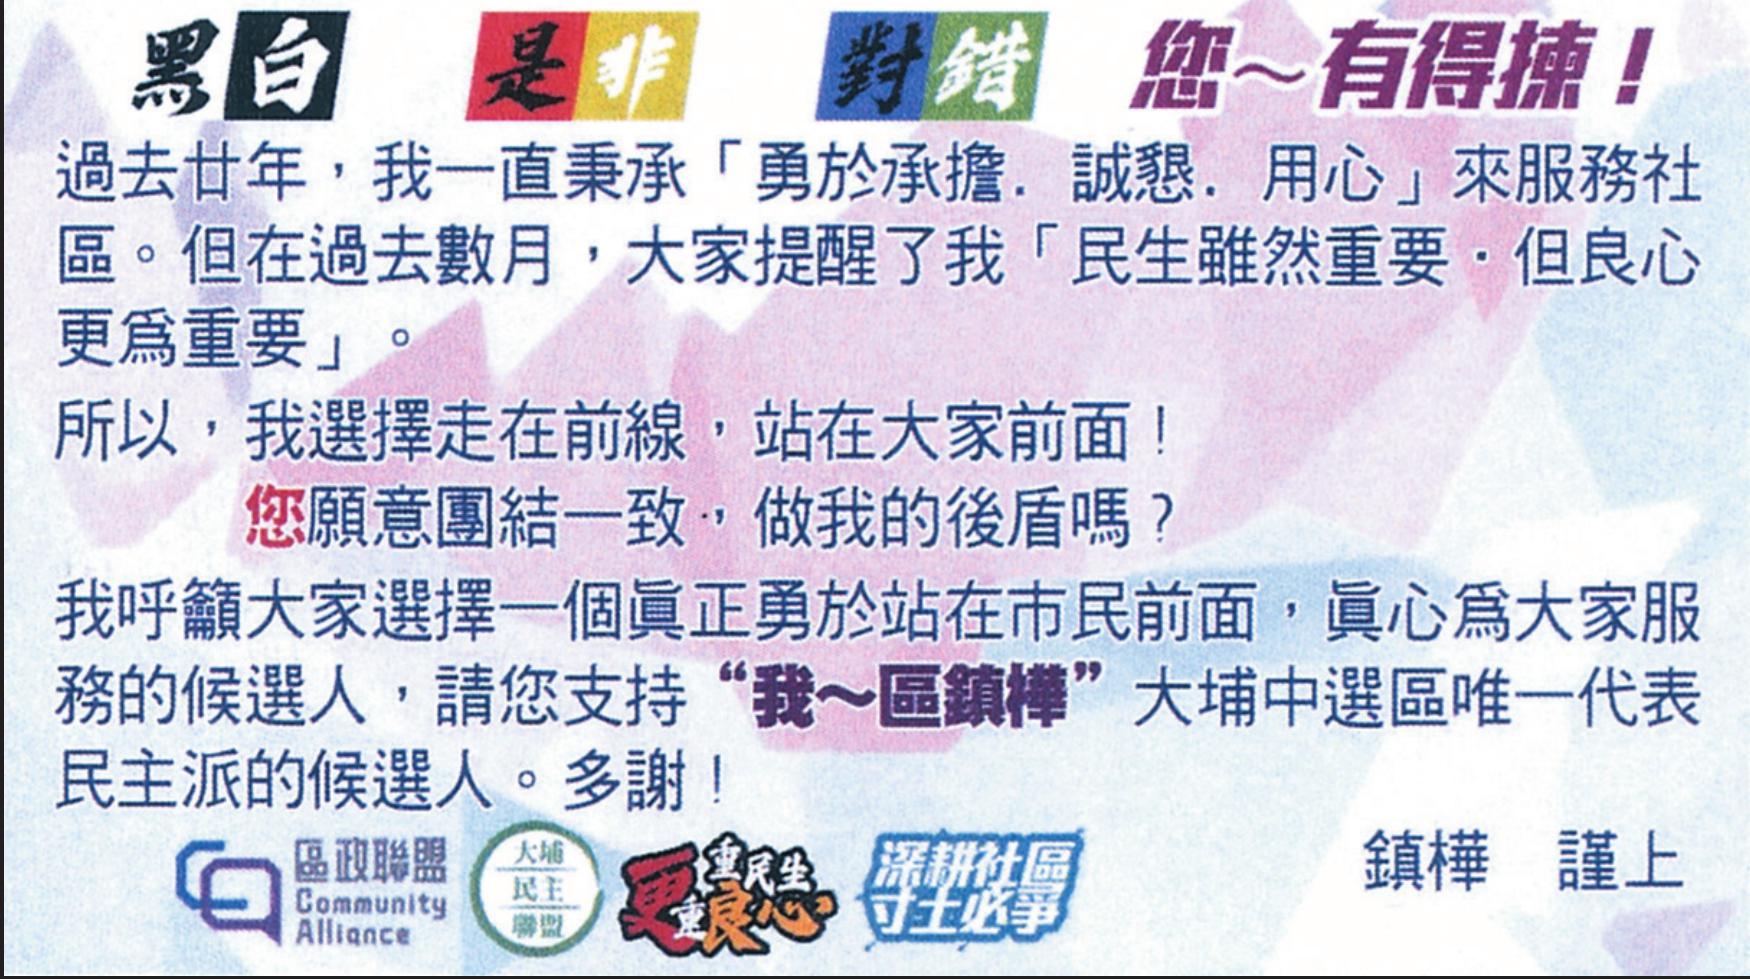 黑白 是非 對錯 您～有得揀！
過去廿年，我一直秉承「勇於承擔．誠懇．用心」來服務社
區。但在過去數月，大家提醒了我「民生雖然重要．但良心
更爲重要」。
所以，我選擇走在前線，站在大家前面！
您願意團結一致，做我的後盾嗎？
我呼籲大家選擇一個眞正勇於站在市民前面，眞心爲大家服
務的候選人，請您支持“我～區鎮樺”大埔中選區唯一代表
民主派的候選人。多謝！
鎮樺 謹上
區政聯盟
Community
Alliance
大埔
民主
聯盟
重民生
更重良心
深耕社區
寸土必爭